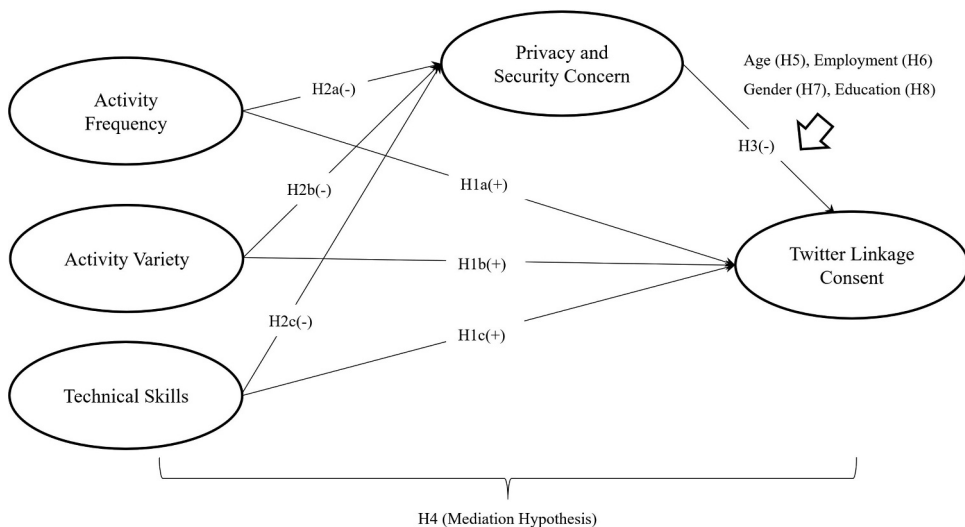 Privacy and
Security Concern
Age (H5), Employment (H6)
Gender (H7), Education (H8)
Activity
Frequency
H2a(-)
H3(-)
H2b(-)
H1a(+)
Activity Variety
H1b(+)
Twitter Linkage
Consent
H2c(-)
H1c(+)
Technical Skills
H4 (Mediation Hypothesis)